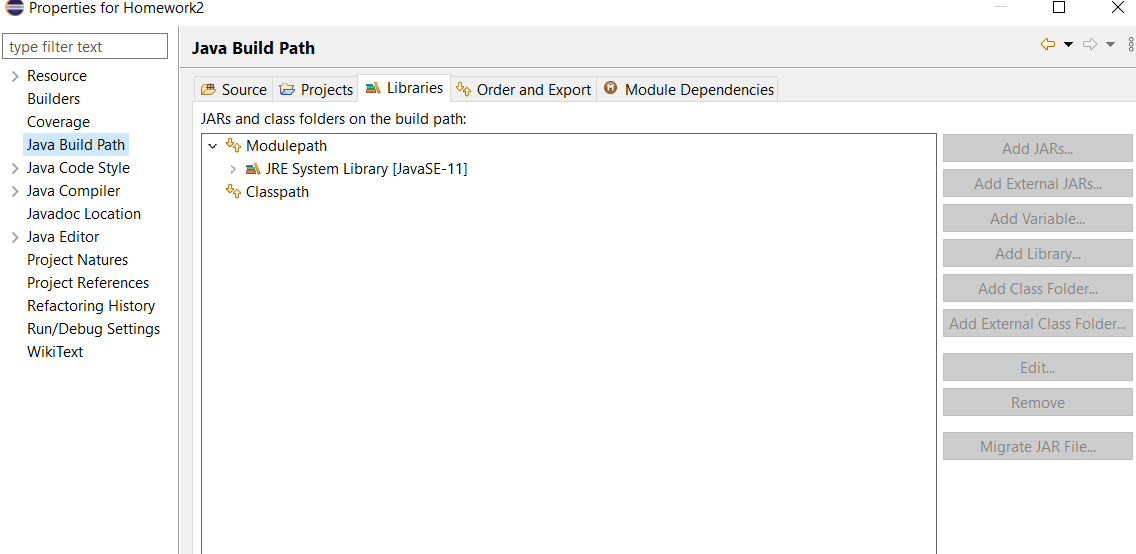 Properties for Homework2
type filter text
Resource
Builders
Coverage
Java Build Path
Java Code Style
Java Compiler
Javadoc Location
Java Editor
Project Natures
Project References
Refactoring History
Run/Debug Settings
WikiText
Java Build Path
Source
Projects
Libraries
Order and Export
Module Dependencies
JARs and class folders on the build path:
Modulepath
JRE System Library [JavaSE-11]
Classpath
Add JARs...
Add External JARs...
Add Variable...
Add Library...
Add Class Folder...
Add External Class Folder...
Edit...
Remove
Migrate JAR File...